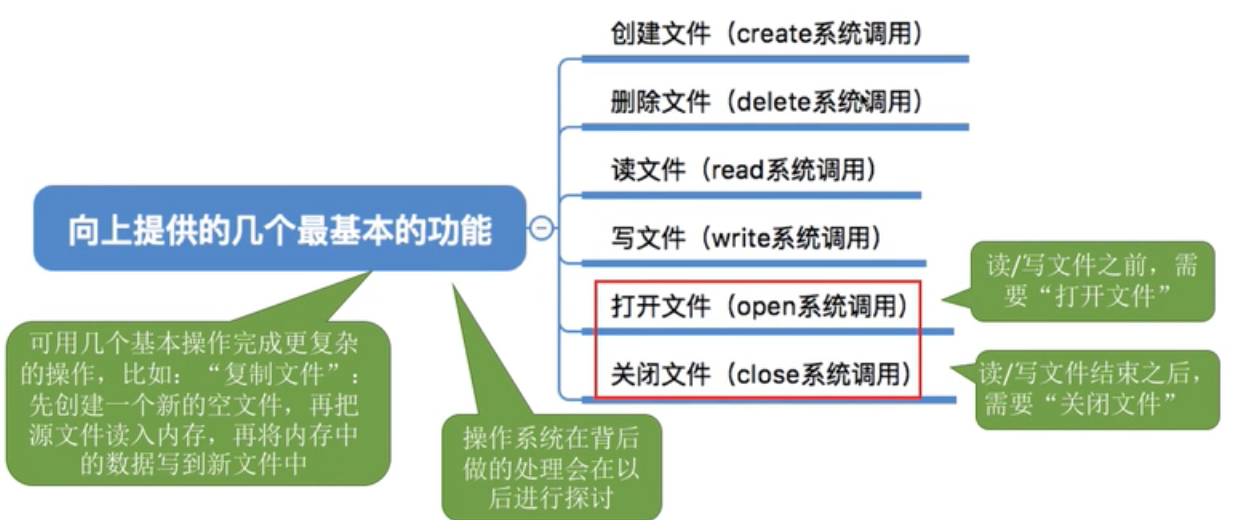 创建文件（create系统调用）
删除文件（delete系统调用）
读文件（read系统调用）
向上提供的几个最基本的功能
写文件（write系统调用）
打开文件（open系统调用）
关闭文件（close系统调用）
读/写文件之前，需
要“打开文件”
读/写文件结束之后，
需要“关闭文件”
可用几个基本操作完成更复杂
的操作，比如：“复制文件”：
先创建一个新的空文件，再把
源文件读入内存，再将内存中
的数据写到新文件中
操作系统在背后
做的处理会在以
后进行探讨